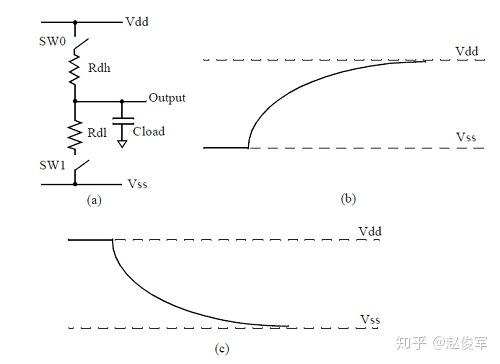 Vdd
SW0
Rdh
Output
Rdl
Cload
SW1
Vss
(a)
Vdd
Vss
(b)
Vdd
Vss
(c)
知乎 @赵俊军